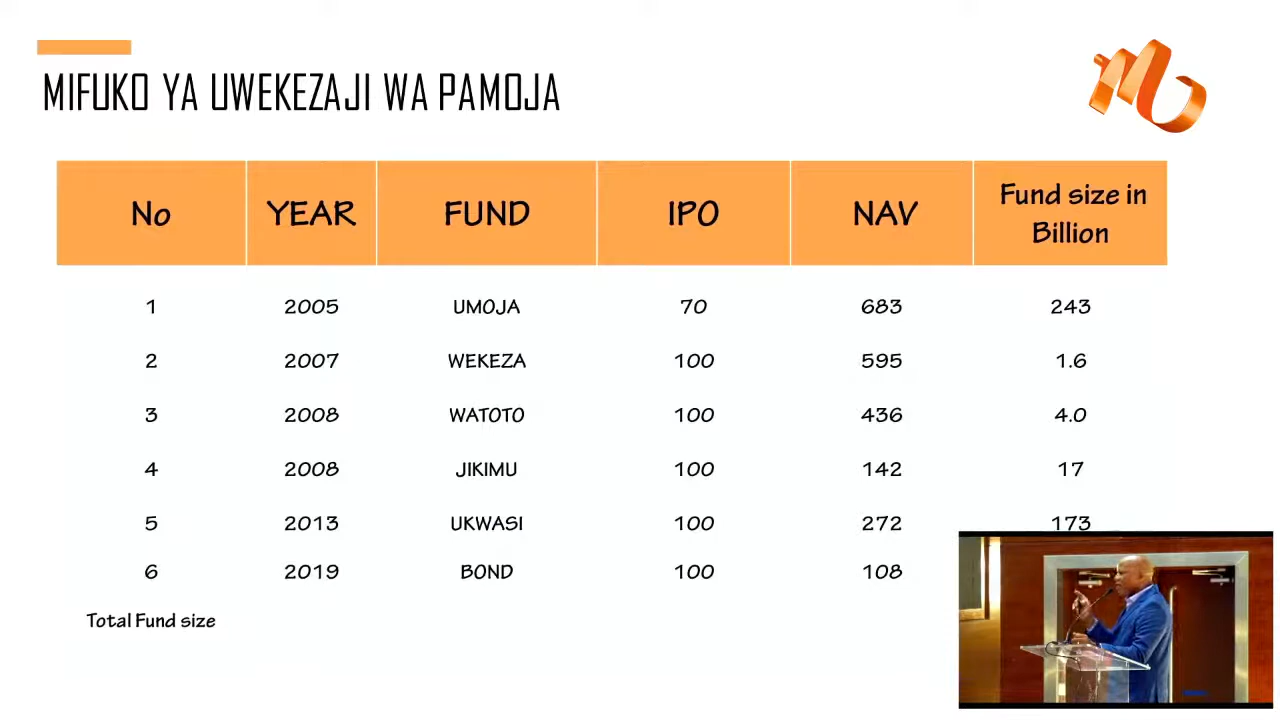 MIFUKO YA UWEKEZAJI WA PAMOJA
No YEAR FUND IPO NAV Fund size in Billion
1 2005 UMOJA 70 683 243
2 2007 WEKEZA 100 595 1.6
3 2008 WATOTO 100 436 4.0
4 2008 JIKIMU 100 142 17
5 2013 UKWASI 100 272 173
6 2019 BOND 100 108
Total Fund size